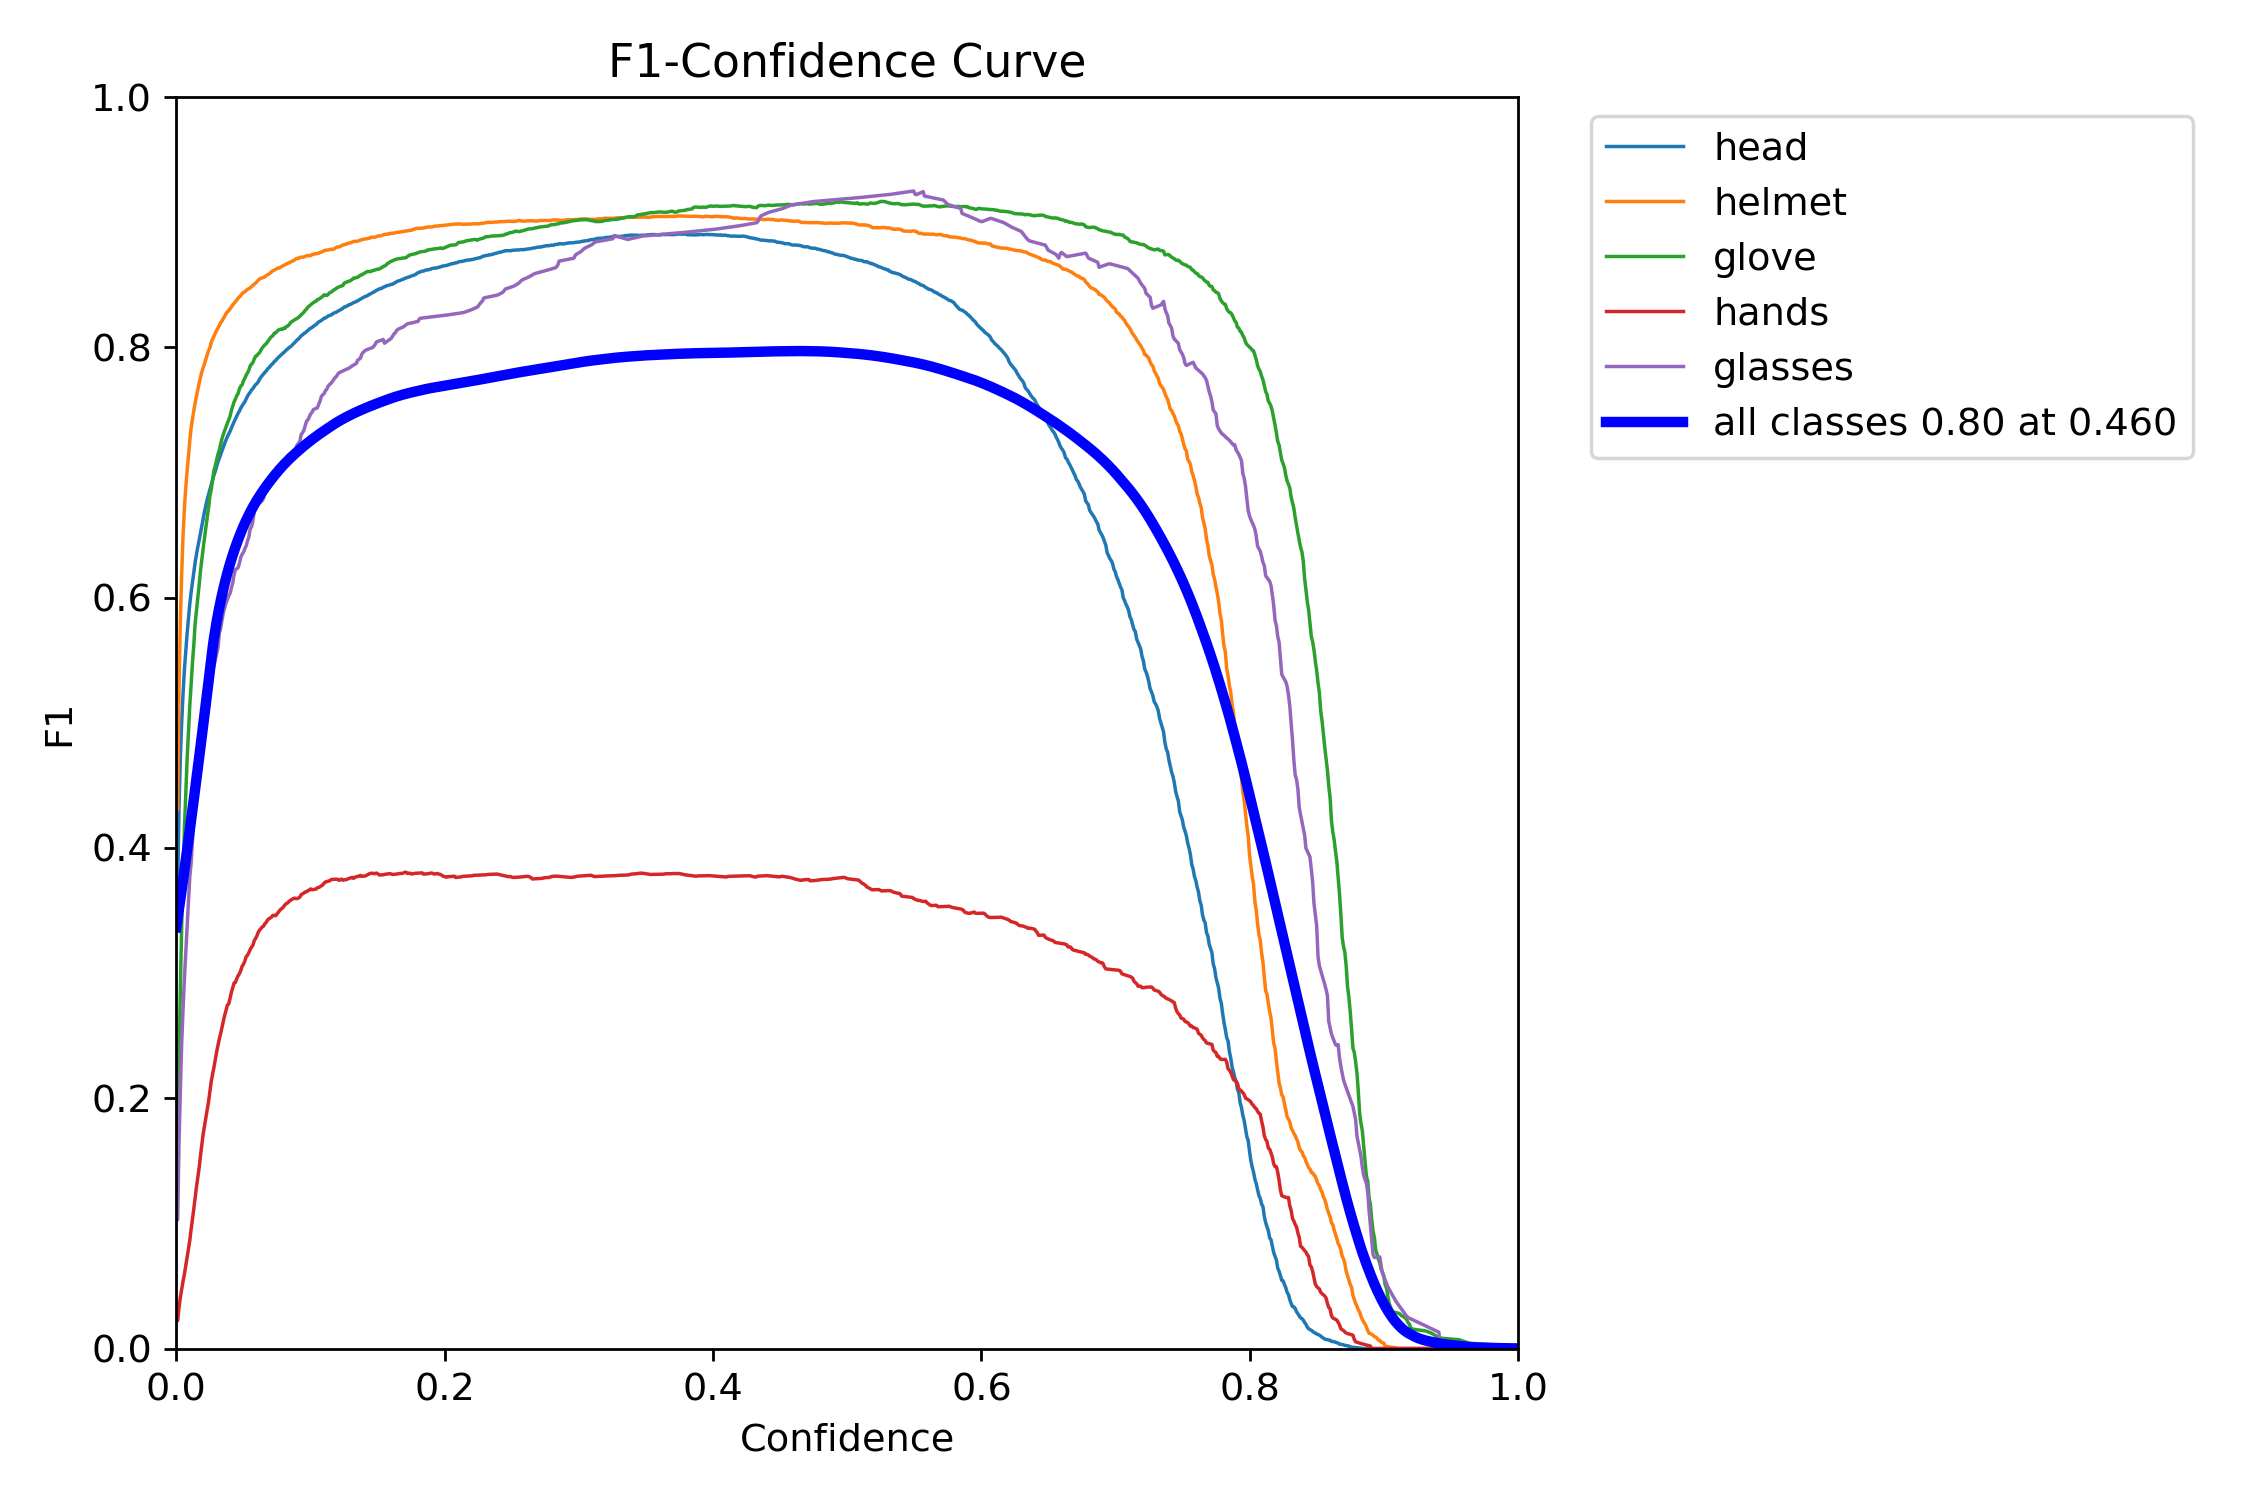 F1-Confidence Curve
1.0
0.8
0.6
0.4
0.2
0.0
F1
0.0 0.2 0.4 0.6 0.8 1.0
Confidence
head
helmet
glove
hands
glasses
all classes 0.80 at 0.460